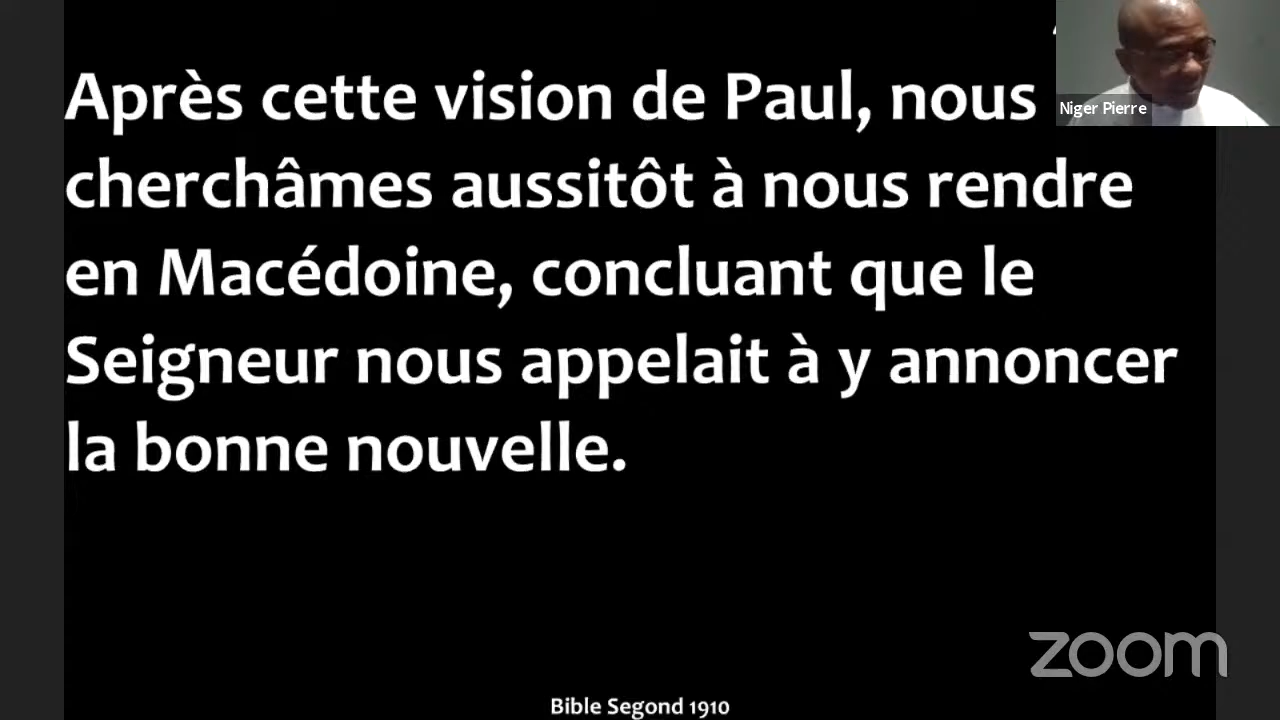 Après cette vision de Paul, nous
cherchâmes aussitôt à nous rendre
en Macédoine, concluant que le
Seigneur nous appelait à y annoncer
la bonne nouvelle.
Niger Pierre
zoom
Bible Segond 1910